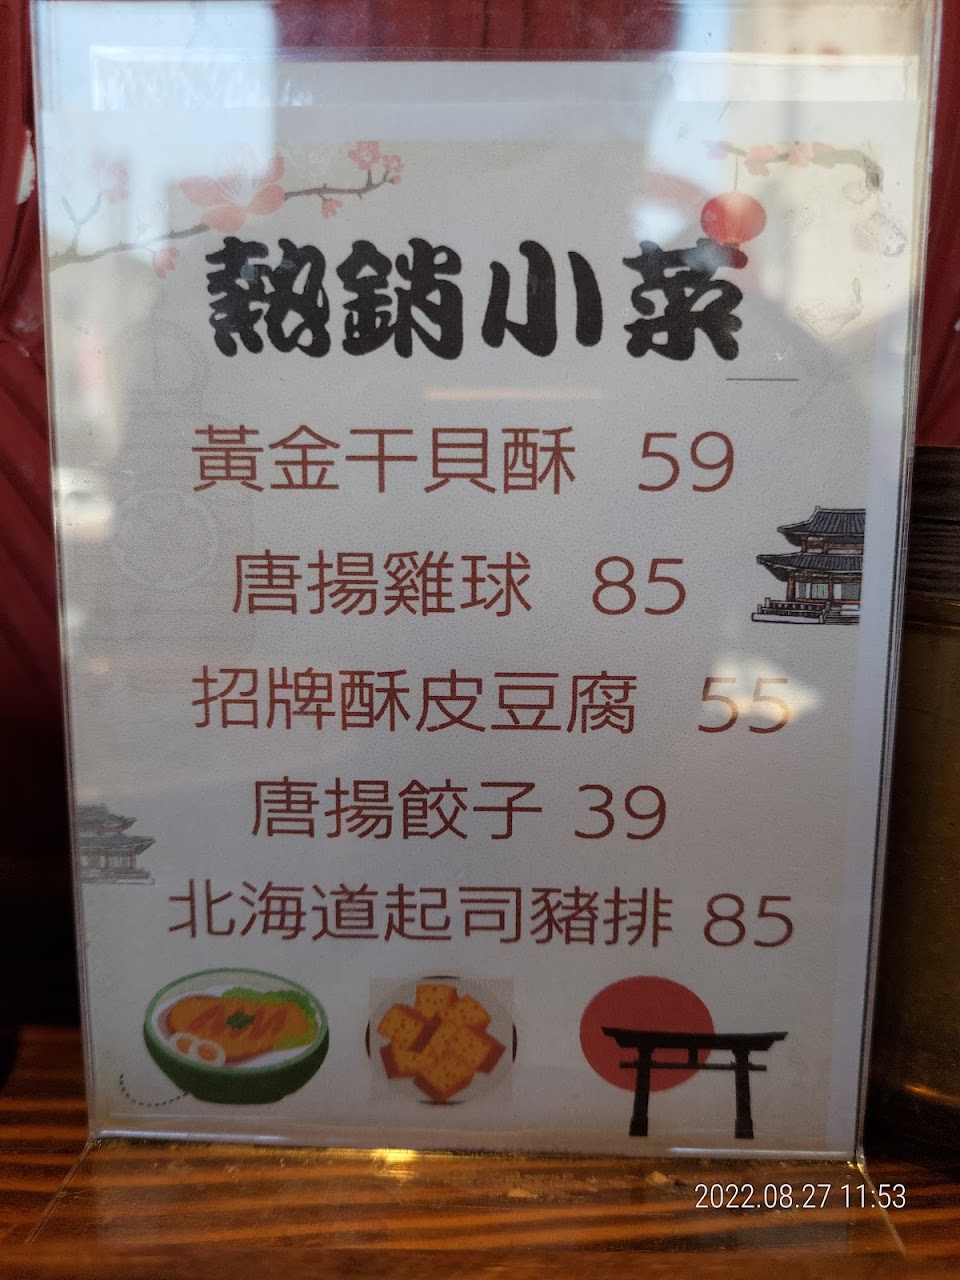 熱銷小菜
黃金干貝酥 59
唐揚雞球 85
招牌酥皮豆腐 55
唐揚餃子 39
北海道起司豬排 85
2022.08.27 11:53